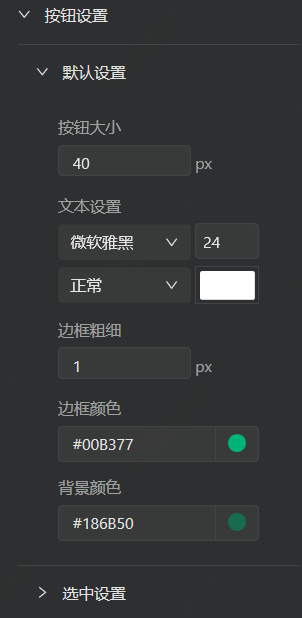 按钮设置
默认设置
按钮大小
40 px
文本设置
微软雅黑 24
正常
边框粗细
1 px
边框颜色
#00B377
背景颜色
#186B50
选中设置